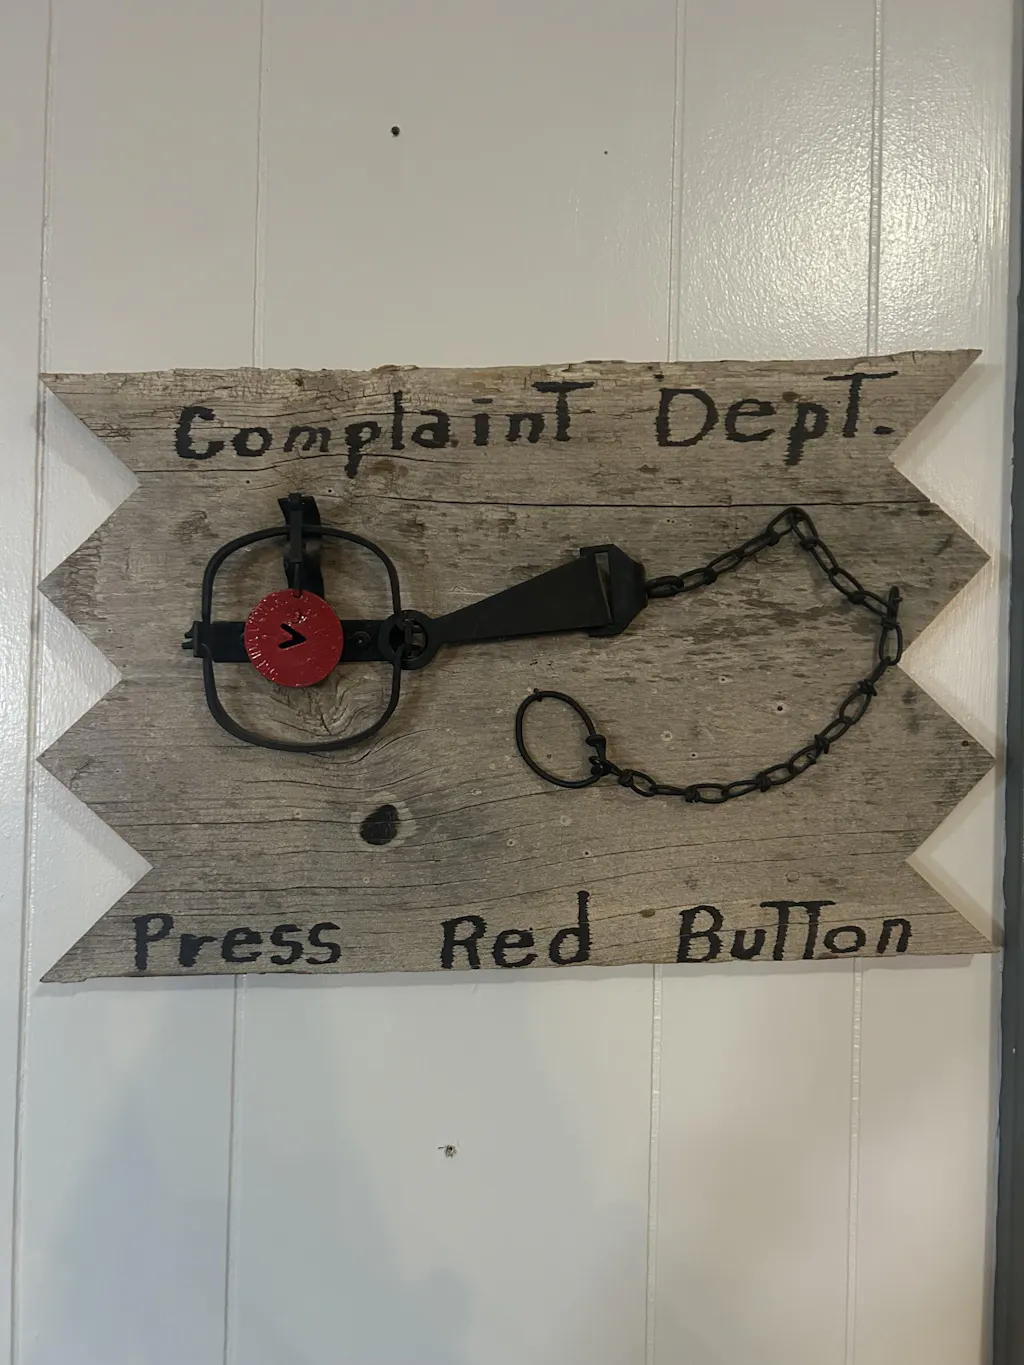 Complaint Dept.
Press Red Button